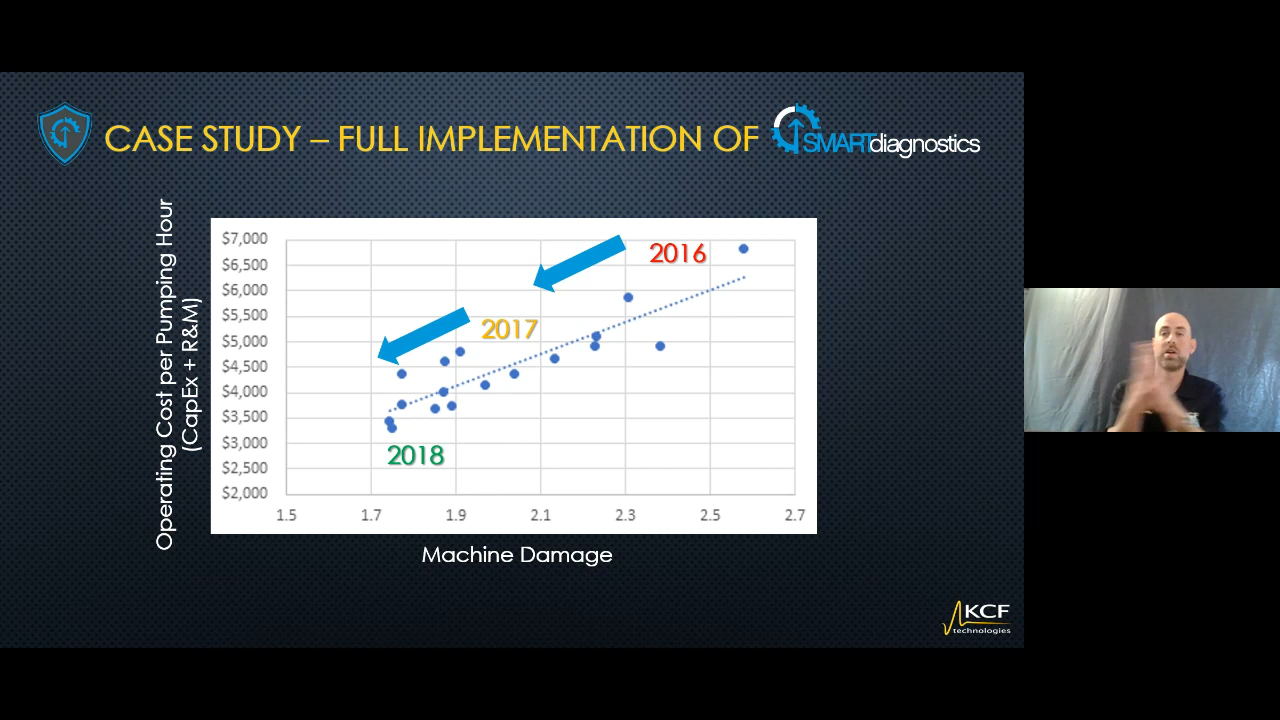 CASE STUDY – FULL IMPLEMENTATION OF SMARTdiagnostics
Operating Cost per Pumping Hour
(CapEx + R&M)
$7,000
$6,500
$6,000
$5,500
$5,000
$4,500
$4,000
$3,500
$3,000
$2,500
$2,000
2016
2017
2018
1.5 1.7 1.9 2.1 2.3 2.5 2.7
Machine Damage
KCF
technologies